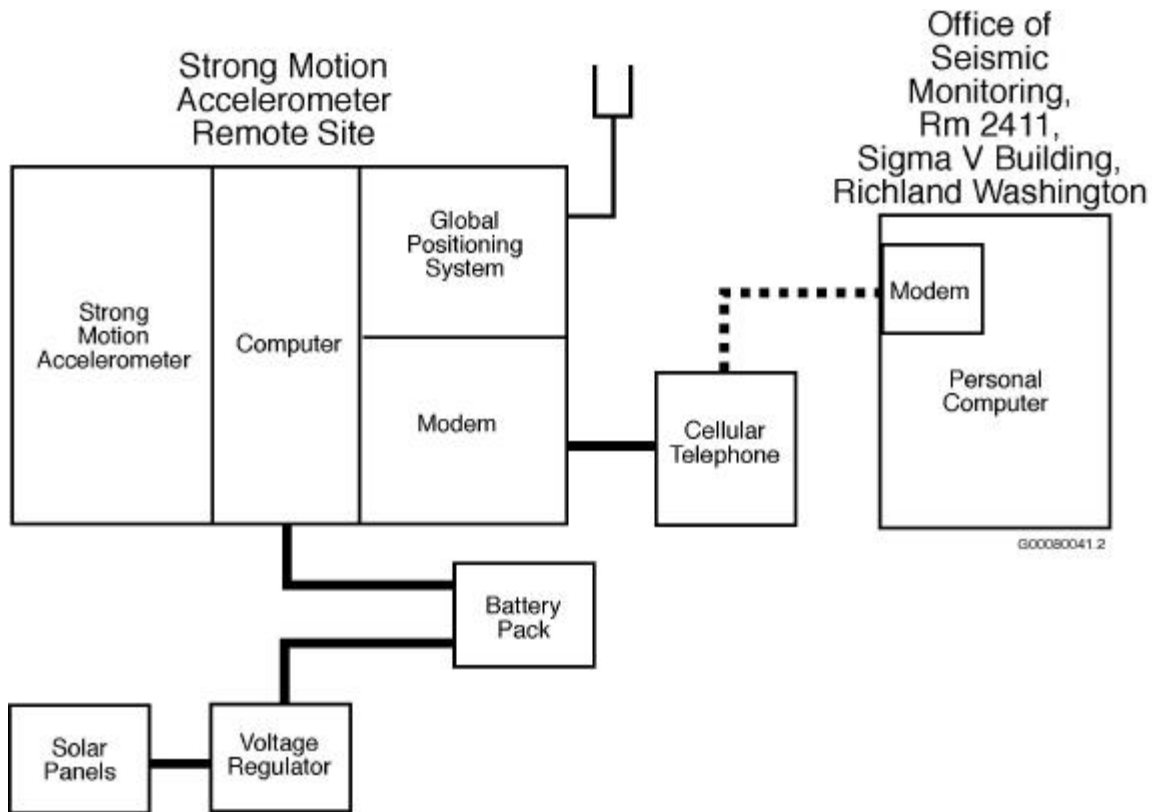 Strong Motion
Accelerometer
Remote Site
Office of
Seismic
Monitoring,
Rm 2411,
Sigma V Building,
Richland Washington
Strong
Motion
Accelerometer
Computer
Global
Positioning
System
Modem
Cellular
Telephone
Modem
Personal
Computer
G00080041.2
Battery
Pack
Solar
Panels
Voltage
Regulator